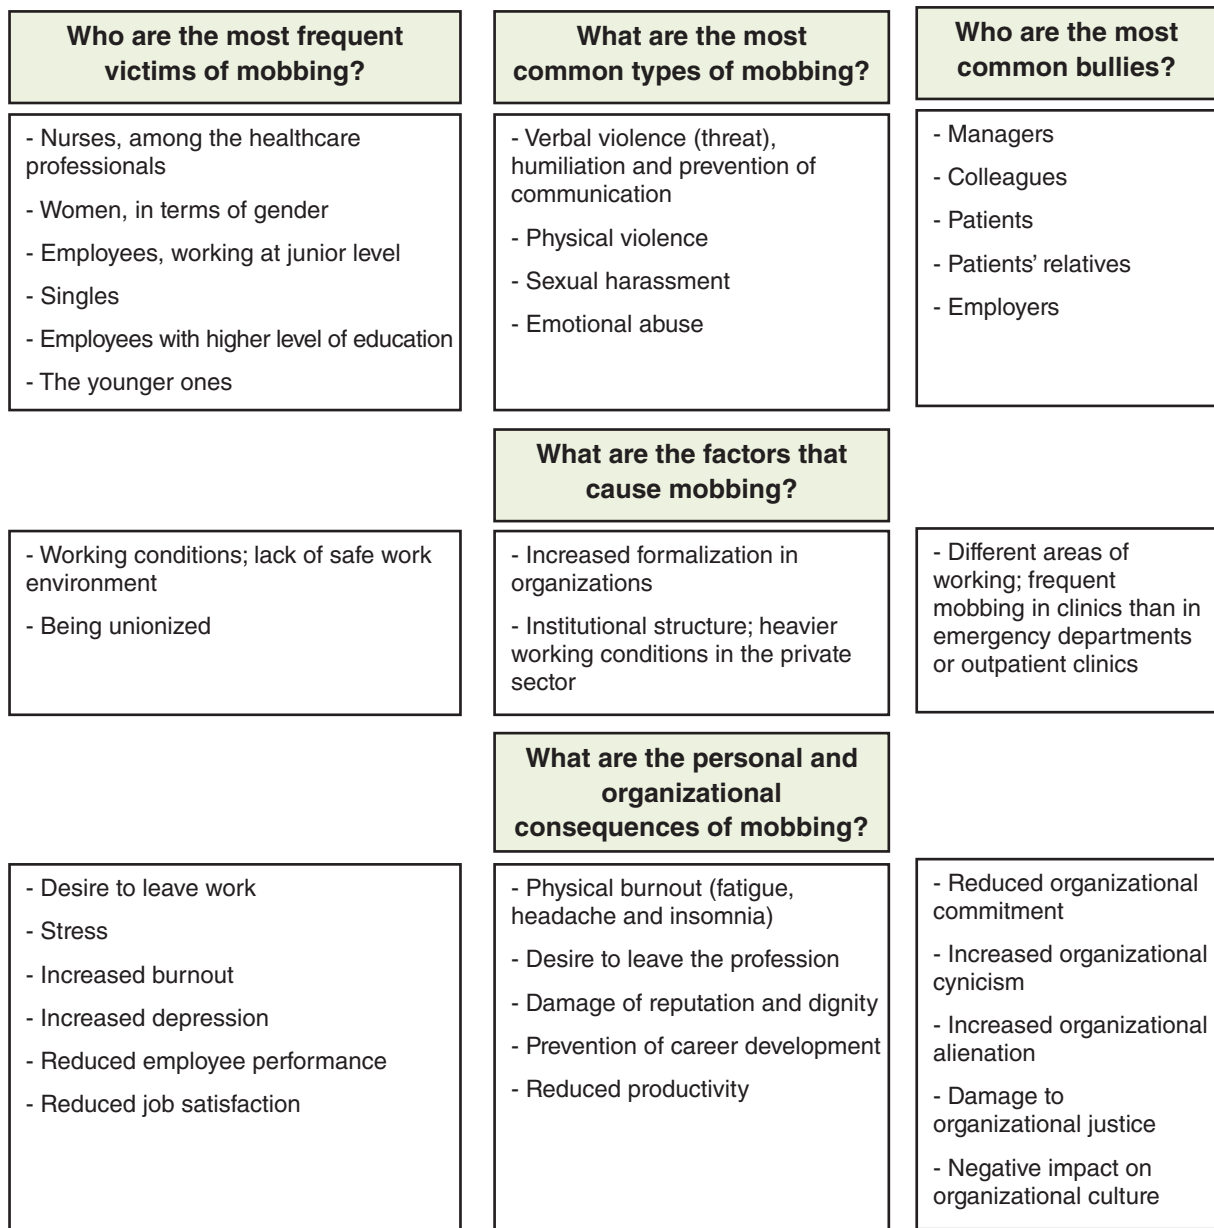 Who are the most frequent
victims of mobbing?
- Nurses, among the healthcare
professionals
- Women, in terms of gender
- Employees, working at junior level
- Singles
- Employees with higher level of education
- The younger ones
What are the most
common types of mobbing?
- Verbal violence (threat),
humiliation and prevention of
communication
- Physical violence
- Sexual harassment
- Emotional abuse
Who are the most
common bullies?
- Managers
- Colleagues
- Patients
- Patients’ relatives
- Employers
What are the factors that
cause mobbing?
- Working conditions; lack of safe work
environment
- Being unionized
- Increased formalization in
organizations
- Institutional structure; heavier
working conditions in the private
sector
- Different areas of
working; frequent
mobbing in clinics than in
emergency departments
or outpatient clinics
What are the personal and
organizational
consequences of mobbing?
- Desire to leave work
- Stress
- Increased burnout
- Increased depression
- Reduced employee performance
- Reduced job satisfaction
- Physical burnout (fatigue,
headache and insomnia)
- Desire to leave the profession
- Damage of reputation and dignity
- Prevention of career development
- Reduced productivity
- Reduced organizational
commitment
- Increased organizational
cynicism
- Increased organizational
alienation
- Damage to
organizational justice
- Negative impact on
organizational culture